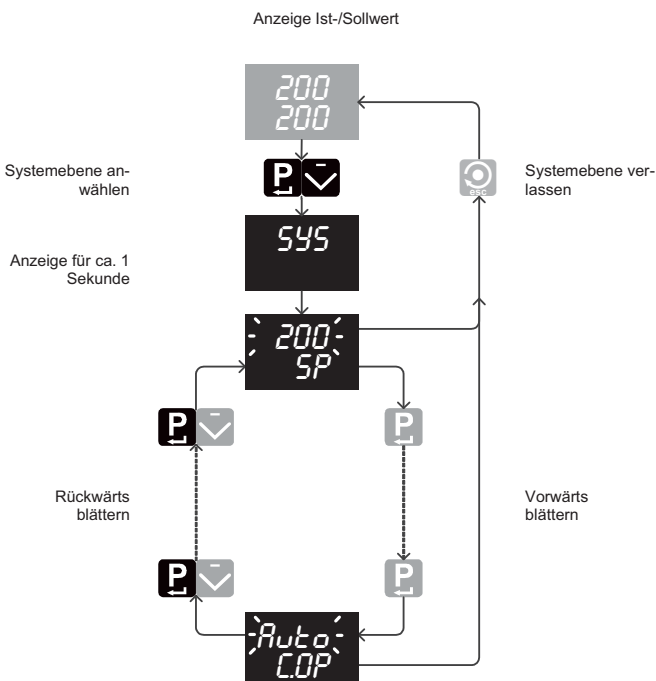 Anzeige Ist-/Sollwert
200
200
Systemebene an-
wählen
P
esc
Systemebene ver-
lassen
SYS
Anzeige für ca. 1
Sekunde
200
SP
P
P
Rückwärts
blättern
Vorwärts
blättern
P
P
Auto
C.OP